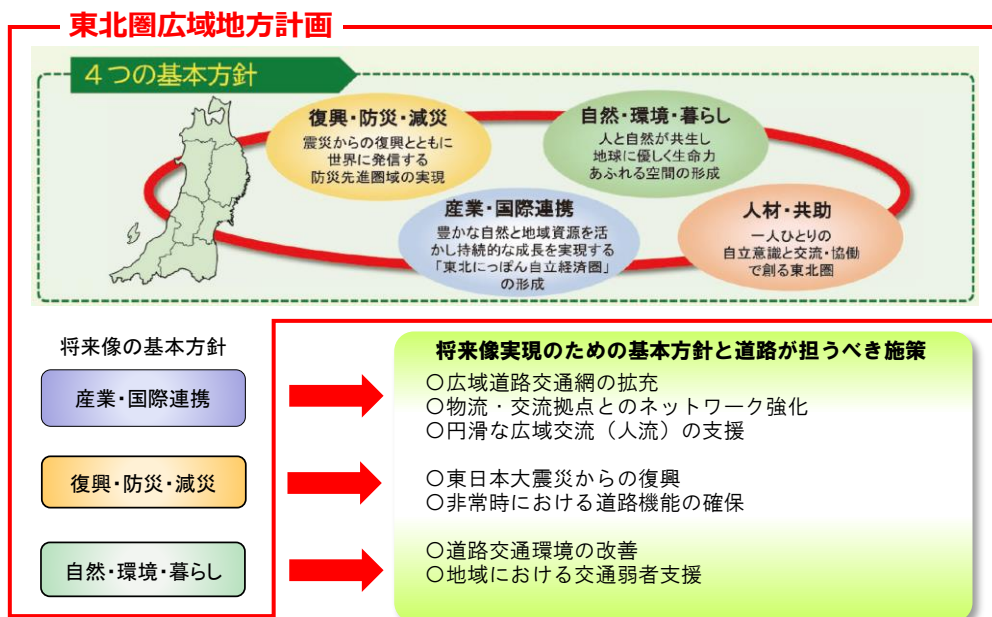 東北圏広域地方計画
４つの基本方針
復興・防災・減災
震災からの復興とともに
世界に発信する
防災先進圏域の実現
自然・環境・暮らし
人と自然が共生し
地球に優しく生命力
あふれる空間の形成
産業・国際連携
豊かな自然と地域資源を活
かし持続的な成長を実現する
「東北にっぽん自立経済圏」
の形成
人材・共助
一人ひとりの
自立意識と交流・協働
で創る東北圏
将来像の基本方針
産業・国際連携
復興・防災・減災
自然・環境・暮らし
将来像実現のための基本方針と道路が担うべき施策
○広域道路交通網の拡充
○物流・交流拠点とのネットワーク強化
○円滑な広域交流（人流）の支援
○東日本大震災からの復興
○非常時における道路機能の確保
○道路交通環境の改善
○地域における交通弱者支援